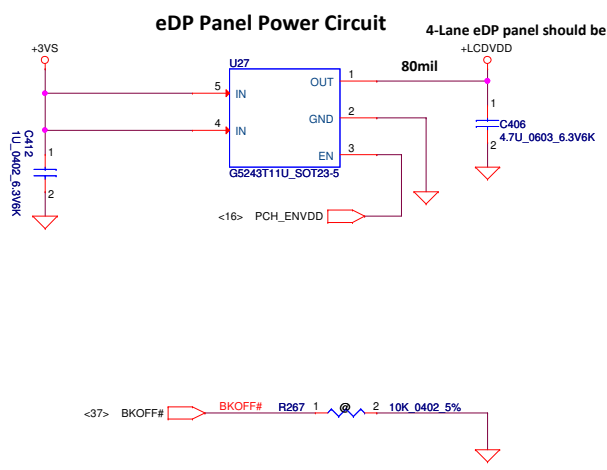 eDP Panel Power Circuit
4-Lane eDP panel should be
+3VS
+LCDVDD
U27
80mil
5 IN
OUT 1
4 IN
GND 2
EN 3
G5243T11U_SOT23-5
C412
1U_0402_6.3V6K
1
2
1
C406
4.7U_0603_6.3V6K
2
<16> PCH_ENVDD
<37> BKOFF# BKOFF# R267 1 @ 2 10K_0402_5%